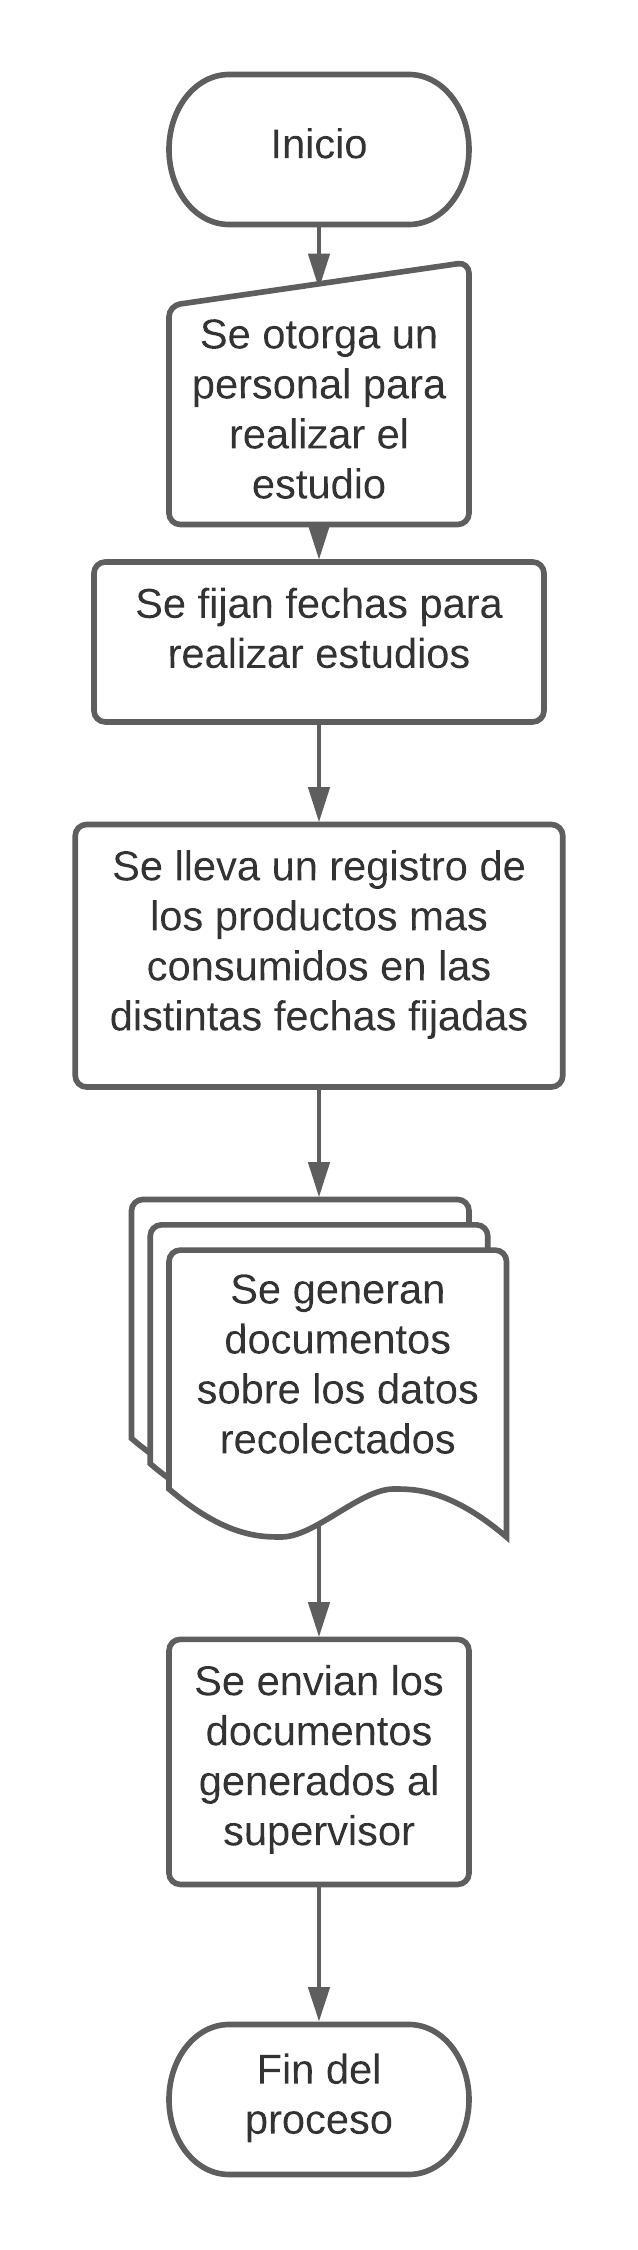 Inicio
Se otorga un
personal para
realizar el
estudio
Se fijan fechas para
realizar estudios
Se lleva un registro de
los productos mas
consumidos en las
distintas fechas fijadas
Se generan
documentos
sobre los datos
recolectados
Se envian los
documentos
generados al
supervisor
Fin del
proceso